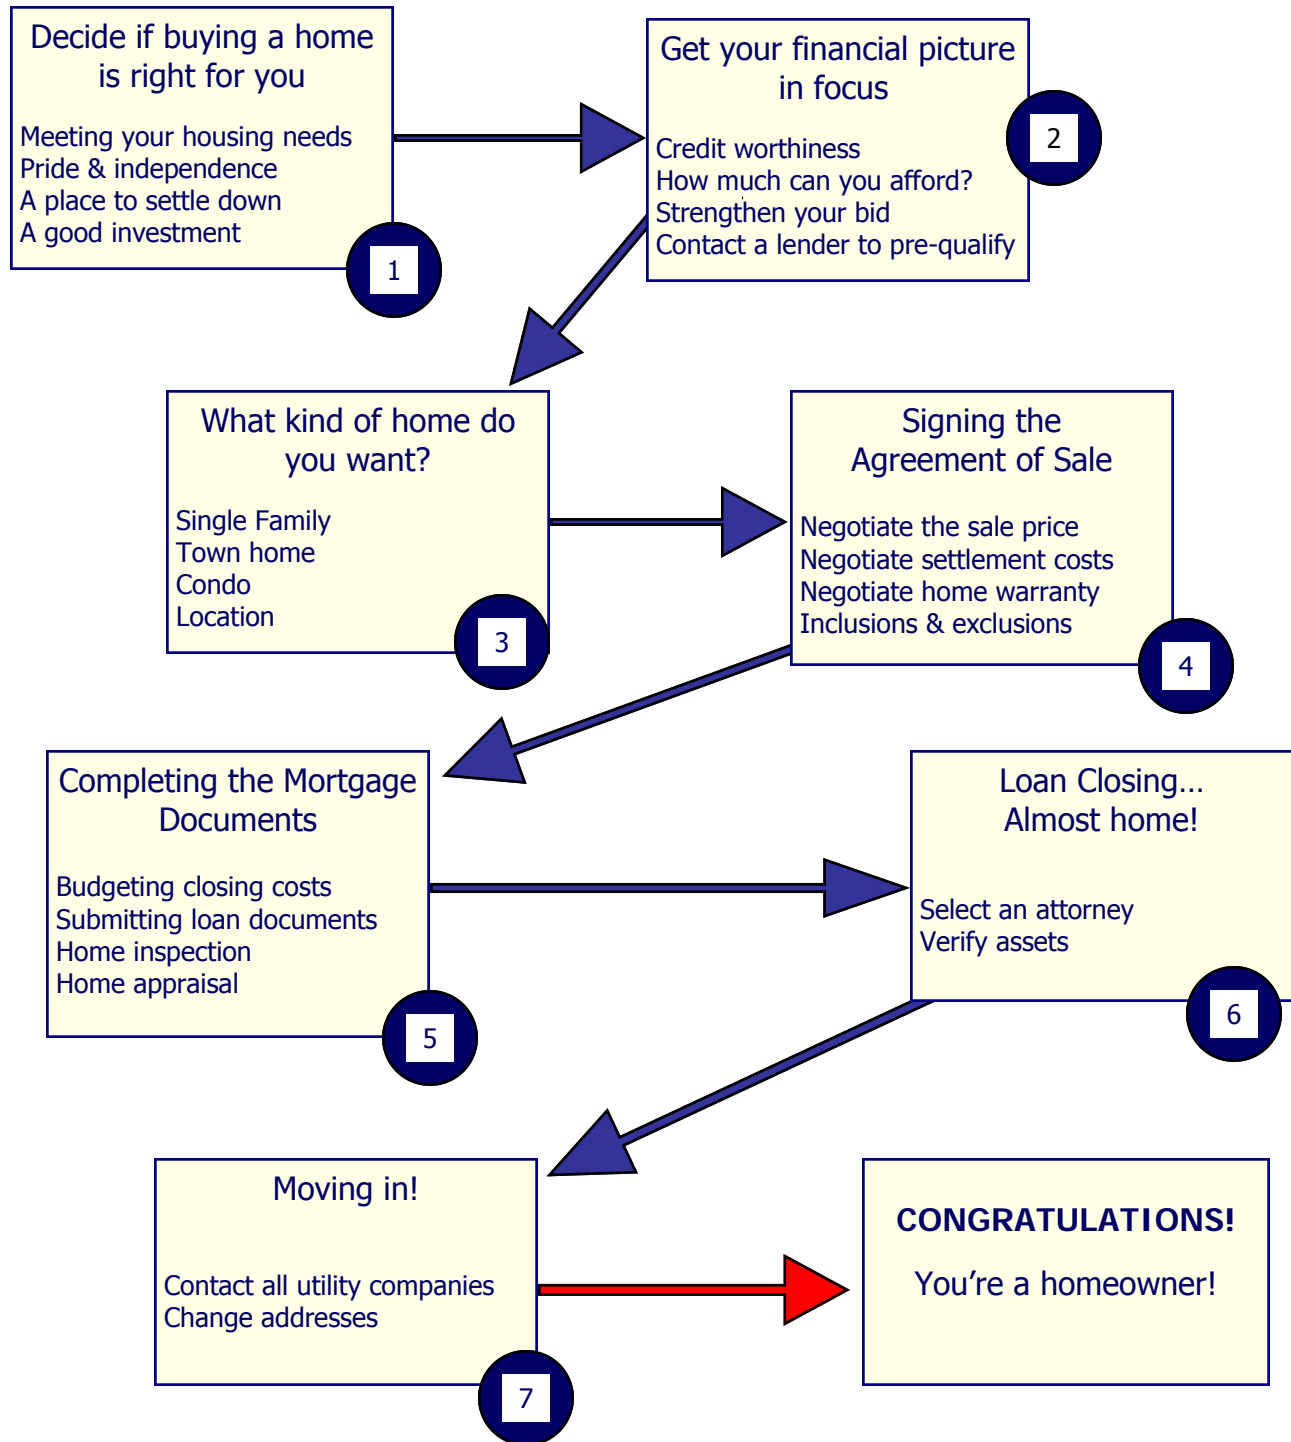 Decide if buying a home
is right for you
Meeting your housing needs
Pride & independence
A place to settle down
A good investment
1
Get your financial picture
in focus
Credit worthiness
How much can you afford?
Strengthen your bid
Contact a lender to pre-qualify
2
What kind of home do
you want?
Single Family
Town home
Condo
Location
3
Signing the
Agreement of Sale
Negotiate the sale price
Negotiate settlement costs
Negotiate home warranty
Inclusions & exclusions
4
Completing the Mortgage
Documents
Budgeting closing costs
Submitting loan documents
Home inspection
Home appraisal
5
Loan Closing…
Almost home!
Select an attorney
Verify assets
6
Moving in!
Contact all utility companies
Change addresses
7
CONGRATULATIONS!
You’re a homeowner!